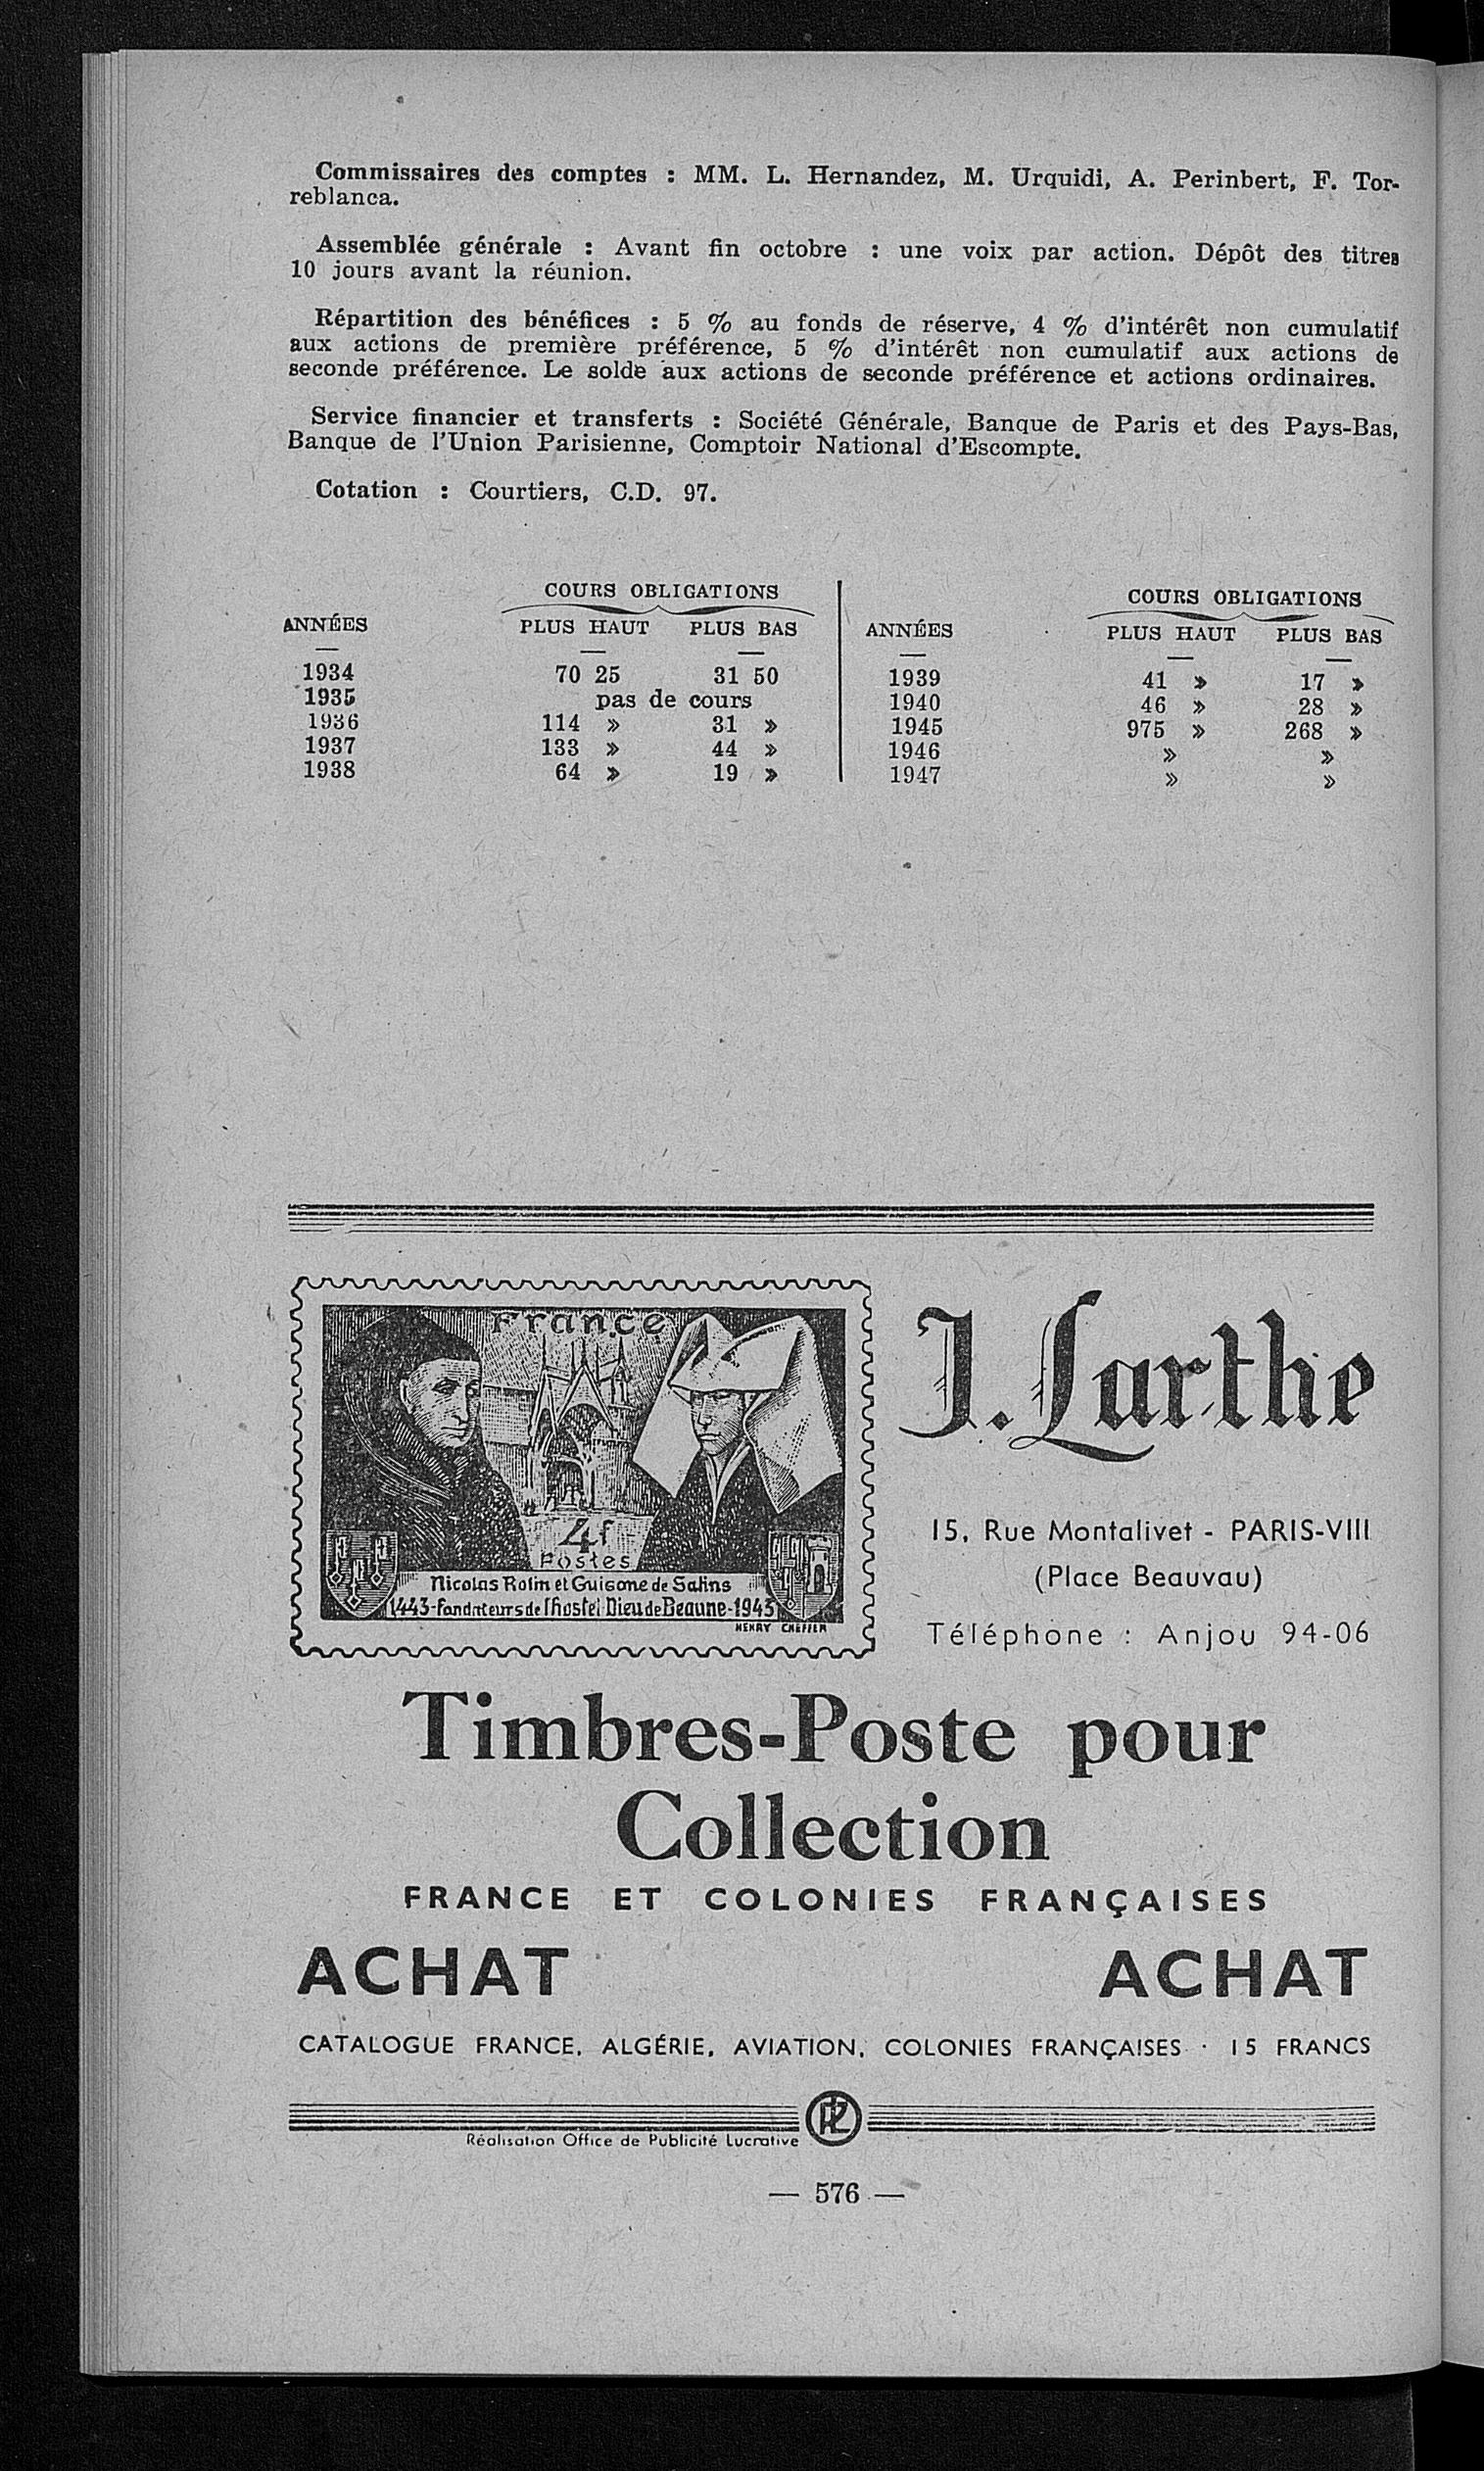 Commissaires des comptes : MM. L. Hernandez, M. Urquidi, A. Perinbert, F. Tor-
reblanca.
Assemblée générale : Avant fin octobre : une voix par action. Dépôt des titres
10 jours avant la réunion.
Répartition des bénéfices : 5 % au fonds de réserve, 4 % d'intérêt non cumulatif
aux actions de première préférence, 5 % d'intérêt non cumulatif aux actions de
seconde préférence. Le solde aux actions de seconde préférence et actions ordinaires.
Service financier et transferts : Société Générale, Banque de Paris et des Pays-Bas,
Banque de l'Union Parisienne, Comptoir National d'Escompte.
Cotation : Courtiers, C.D. 97.
COURS OBLIGATIONS
ANNÉES PLUS HAUT PLUS BAS
1934 70 25 31 50
1935 pas de cours
1936 114 » 31 »
1937 133 » 44 »
1938 64 » 19 »
COURS OBLIGATIONS
ANNÉES PLUS HAUT PLUS BAS
1939 41 » 17 »
1940 46 » 28 »
1945 975 » 268 »
1946 » »
1947 » »
France
4f
Postes
Nicolas Rolin et Guigone de Salins
1443-Fondateurs de l'hostel Dieu de Beaune-1943
HENRY CHEFFER
J. Larthe
15, Rue Montalivet - PARIS-VIII
(Place Beauvau)
Téléphone : Anjou 94-06
Timbres-Poste pour
Collection
FRANCE ET COLONIES FRANÇAISES
ACHAT ACHAT
CATALOGUE FRANCE, ALGÉRIE, AVIATION, COLONIES FRANÇAISES · 15 FRANCS
Réalisation Office de Publicité Lucrative
— 576 —